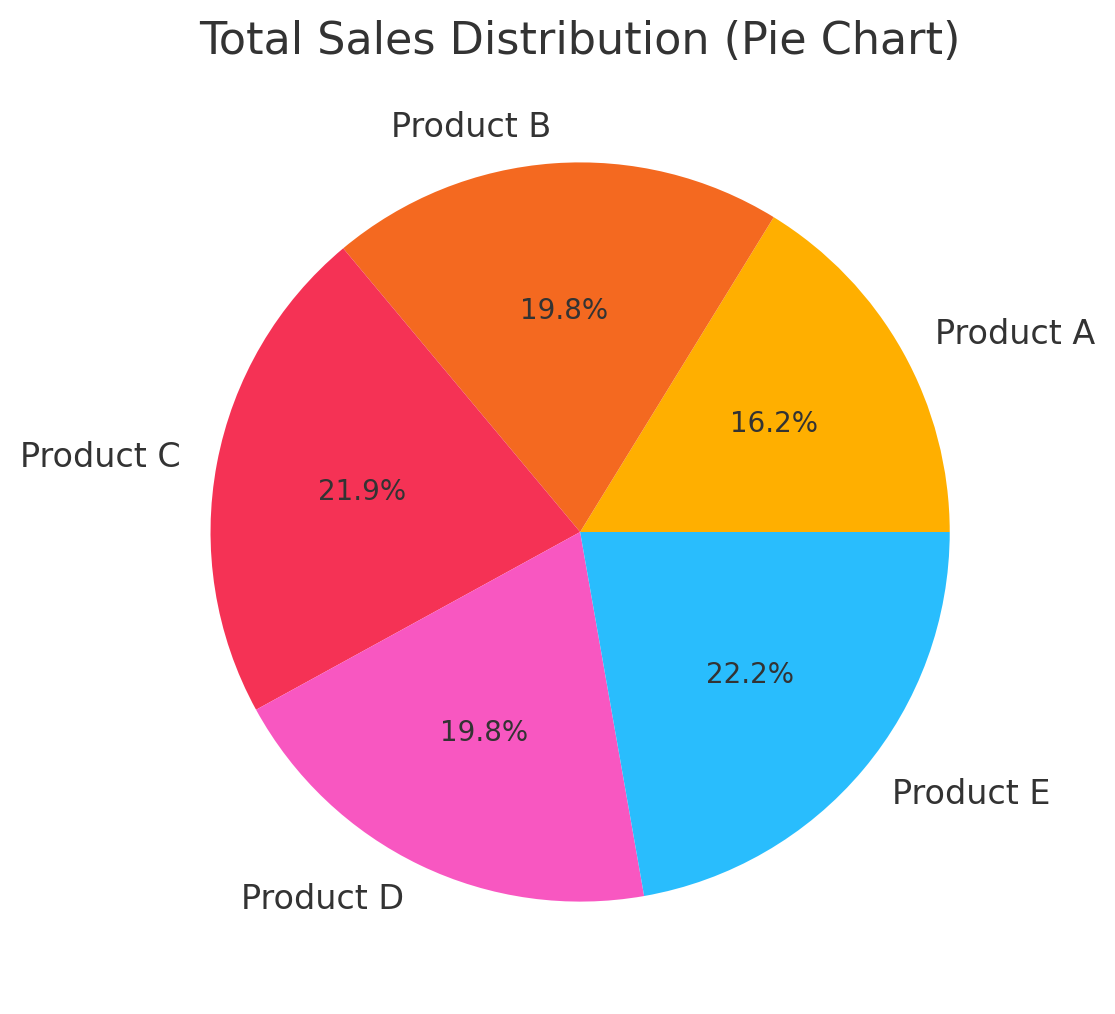 Total Sales Distribution (Pie Chart)
Product B
19.8%
Product A
16.2%
Product C
21.9%
22.2%
19.8%
Product E
Product D